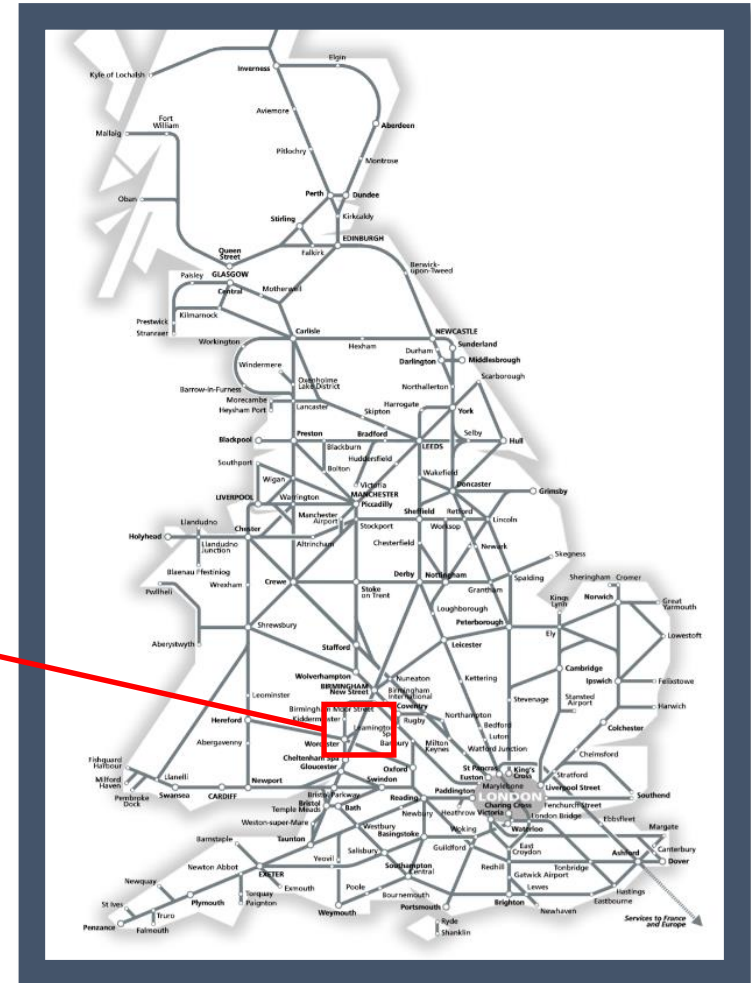 Elgin
Inverness
Kyle of Lochalsh
Aviemore
Fort
William
Mallaig
Aberdeen
Pitlochry
Montrose
Oban
Perth
Dundee
Stirling
Kirkcaldy
EDINBURGH
Queen
Street
Falkirk
Berwick-
upon-Tweed
Paisley
GLASGOW
Central
Motherwell
Prestwick
Kilmarnock
Stranraer
Carlisle
NEWCASTLE
Workington
Hexham
Sunderland
Durham
Darlington
Middlesbrough
Windermere
Oxenholme
Lake District
Scarborough
Barrow-in-Furness
Northallerton
Morecambe
Heysham Port
Lancaster
Harrogate
Skipton
York
Blackpool
Preston
Bradford
Selby
Hull
Blackburn
LEEDS
Southport
Huddersfield
Bolton
Wakefield
Wigan
Victoria
Doncaster
Grimsby
LIVERPOOL
Warrington
MANCHESTER
Piccadilly
Manchester
Airport
Sheffield
Retford
Lincoln
Llandudno
Stockport
Worksop
Holyhead
Chester
Llandudno
Junction
Altrincham
Chesterfield
Newark
Blaenau Ffestiniog
Skegness
Pwllheli
Wrexham
Crewe
Stoke
on Trent
Derby
Nottingham
Grantham
Spalding
Sheringham
Cromer
Kings
Lynn
Norwich
Great
Yarmouth
Loughborough
Shrewsbury
Peterborough
Aberystwyth
Stafford
Leicester
Ely
Lowestoft
Wolverhampton
Nuneaton
Kettering
Cambridge
BIRMINGHAM
New Street
Birmingham
International
Ipswich
Felixstowe
Leominster
Birmingham Moor Street
Coventry
Stevenage
Stansted
Airport
Harwich
Hereford
Kidderminster
Leamington
Spa
Rugby
Northampton
Bedford
Colchester
Abergavenny
Worcester
Banbury
Milton
Keynes
Luton
Watford Junction
Chelmsford
Fishguard
Harbour
Cheltenham Spa
Gloucester
Oxford
St Pancras
Euston
King's
Cross
Stratford
Milford
Haven
Llanelli
Newport
Swindon
Marylebone
Liverpool Street
Pembroke
Dock
Swansea
CARDIFF
Bristol Parkway
Reading
Paddington
LONDON
Southend
Bristol
Temple Meads
Bath
Newbury
Heathrow
Victoria
Charing Cross
Fenchurch Street
London Bridge
Ebbsfleet
Weston-super-Mare
Westbury
Basingstoke
Woking
Waterloo
Margate
Barnstaple
Taunton
Salisbury
Guildford
East
Croydon
Canterbury
Newton Abbot
Yeovil
Southampton
Central
Redhill
Tonbridge
Gatwick Airport
Ashford
Dover
Newquay
EXETER
Exmouth
Poole
Lewes
Hastings
St Ives
Truro
Plymouth
Torquay
Paignton
Bournemouth
Brighton
Newhaven
Eastbourne
Penzance
Falmouth
Weymouth
Portsmouth
Ryde
Shanklin
Services to France
and Europe